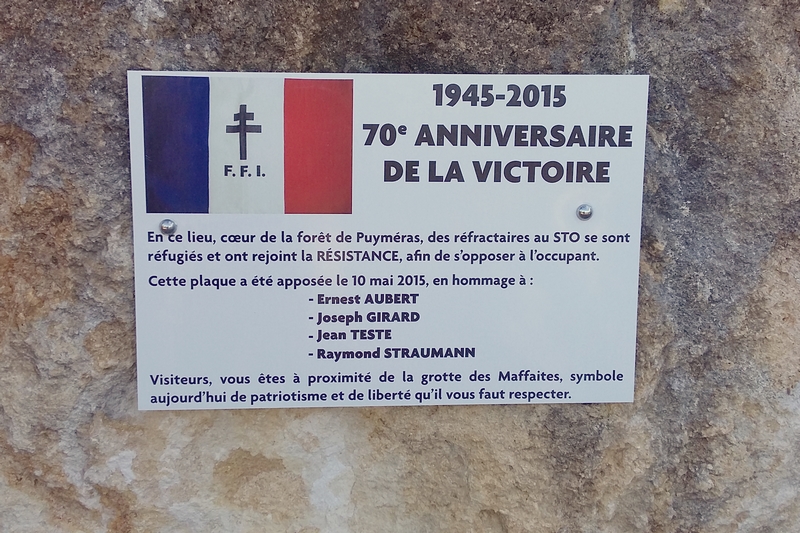 F. F. I.
1945-2015
70e ANNIVERSAIRE
DE LA VICTOIRE
En ce lieu, cœur de la forêt de Puyméras, des réfractaires au STO se sont
réfugiés et ont rejoint la RÉSISTANCE, afin de s'opposer à l'occupant.
Cette plaque a été apposée le 10 mai 2015, en hommage à :
- Ernest AUBERT
- Joseph GIRARD
- Jean TESTE
- Raymond STRAUMANN
Visiteurs, vous êtes à proximité de la grotte des Maffaites, symbole
aujourd'hui de patriotisme et de liberté qu'il vous faut respecter.